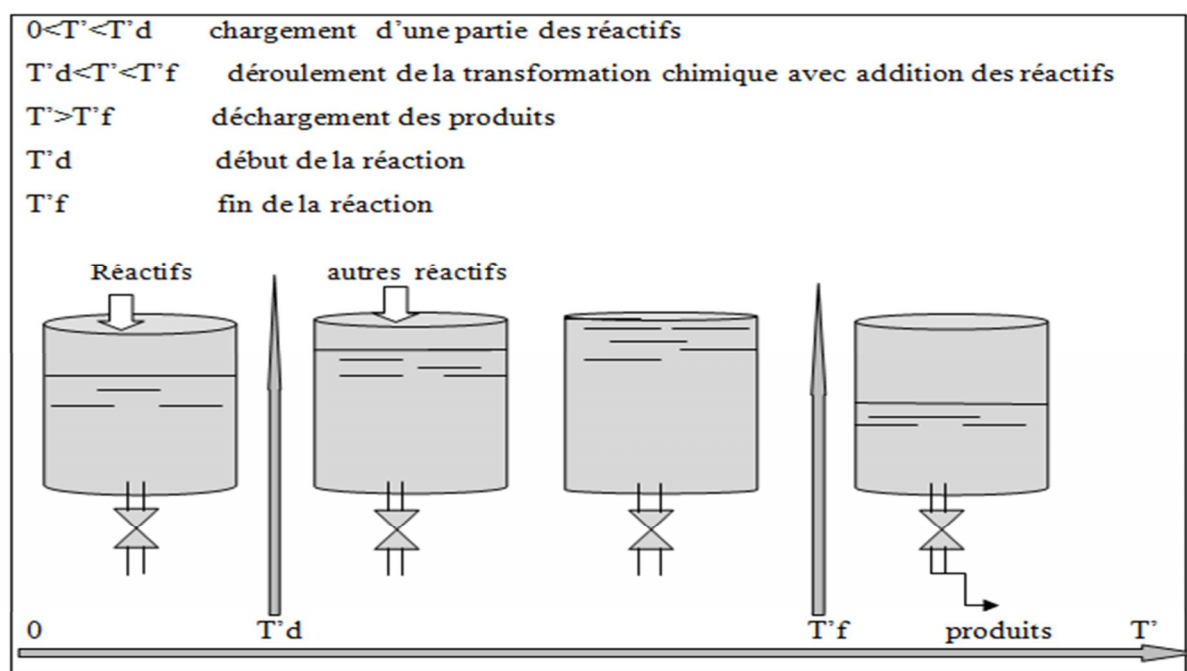 0<T'<T'd chargement d'une partie des réactifs
T'd<T'<T'f déroulement de la transformation chimique avec addition des réactifs
T'>T'f déchargement des produits
T'd début de la réaction
T'f fin de la réaction
Réactifs autres réactifs
0 T'd T'f produits T'